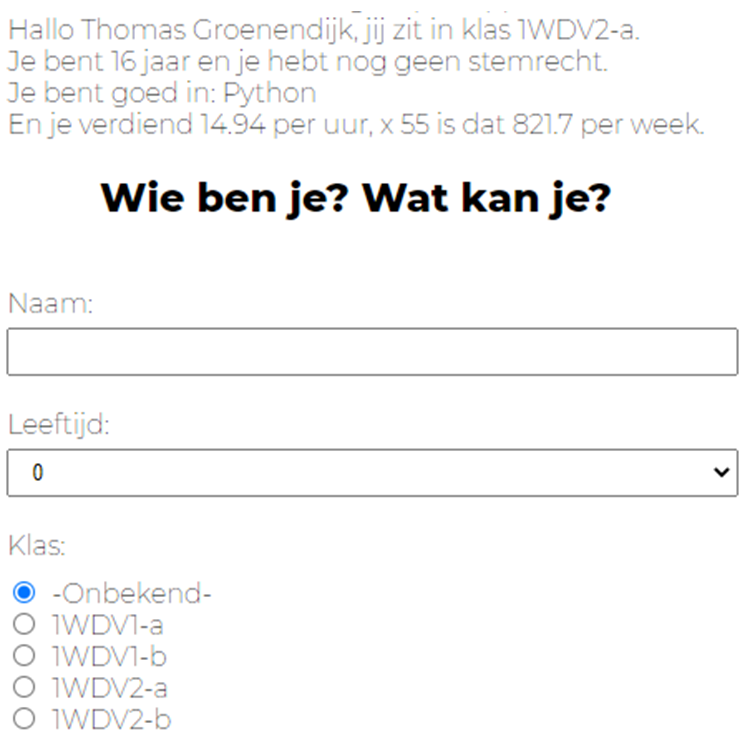 Hallo Thomas Groenendijk, jij zit in klas 1WDV2-a.
Je bent 16 jaar en je hebt nog geen stemrecht.
Je bent goed in: Python
En je verdiend 14.94 per uur, x 55 is dat 821.7 per week.
Wie ben je? Wat kan je?
Naam:
Leeftijd:
0
Klas:
-Onbekend-
1WDV1-a
1WDV1-b
1WDV2-a
1WDV2-b